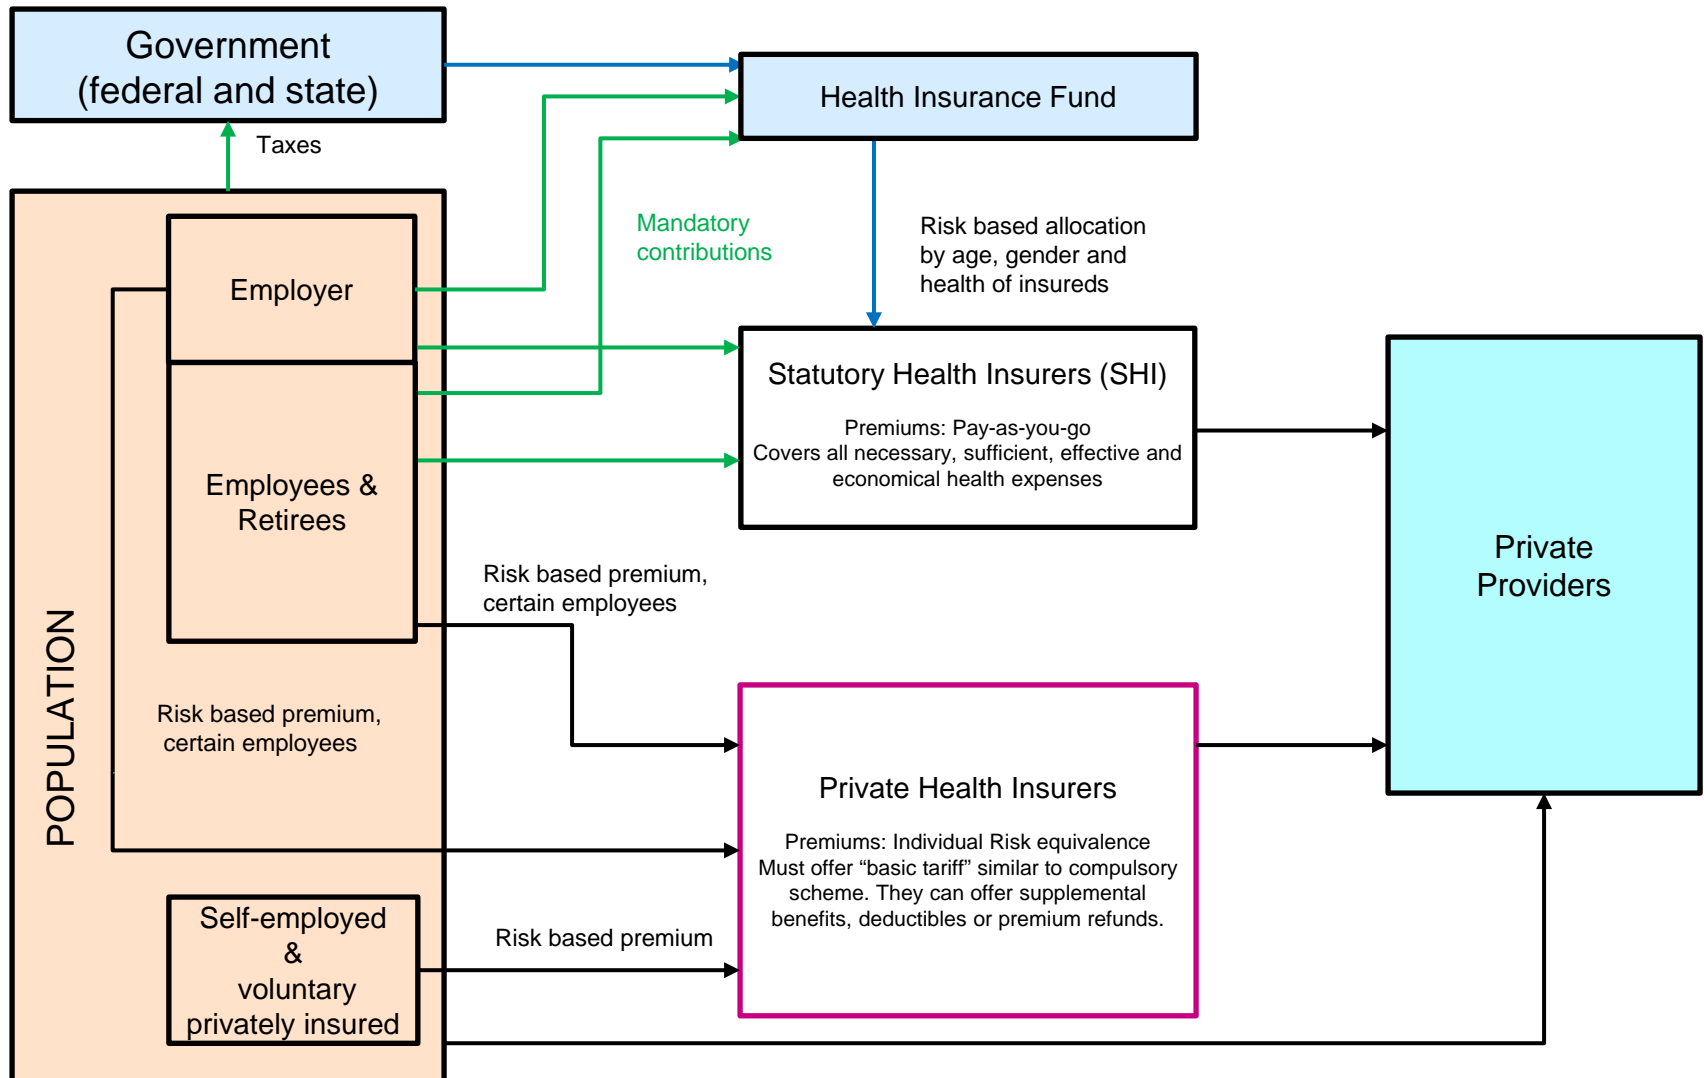 Government
(federal and state)
Health Insurance Fund
Taxes
Mandatory
contributions
Risk based allocation
by age, gender and
health of insureds
Employer
Statutory Health Insurers (SHI)
Premiums: Pay-as-you-go
Covers all necessary, sufficient, effective and
economical health expenses
Employees &
Retirees
Private
Providers
Risk based premium,
certain employees
POPULATION
Risk based premium,
certain employees
Private Health Insurers
Premiums: Individual Risk equivalence
Must offer “basic tariff” similar to compulsory
scheme. They can offer supplemental
benefits, deductibles or premium refunds.
Self-employed
&
voluntary
privately insured
Risk based premium